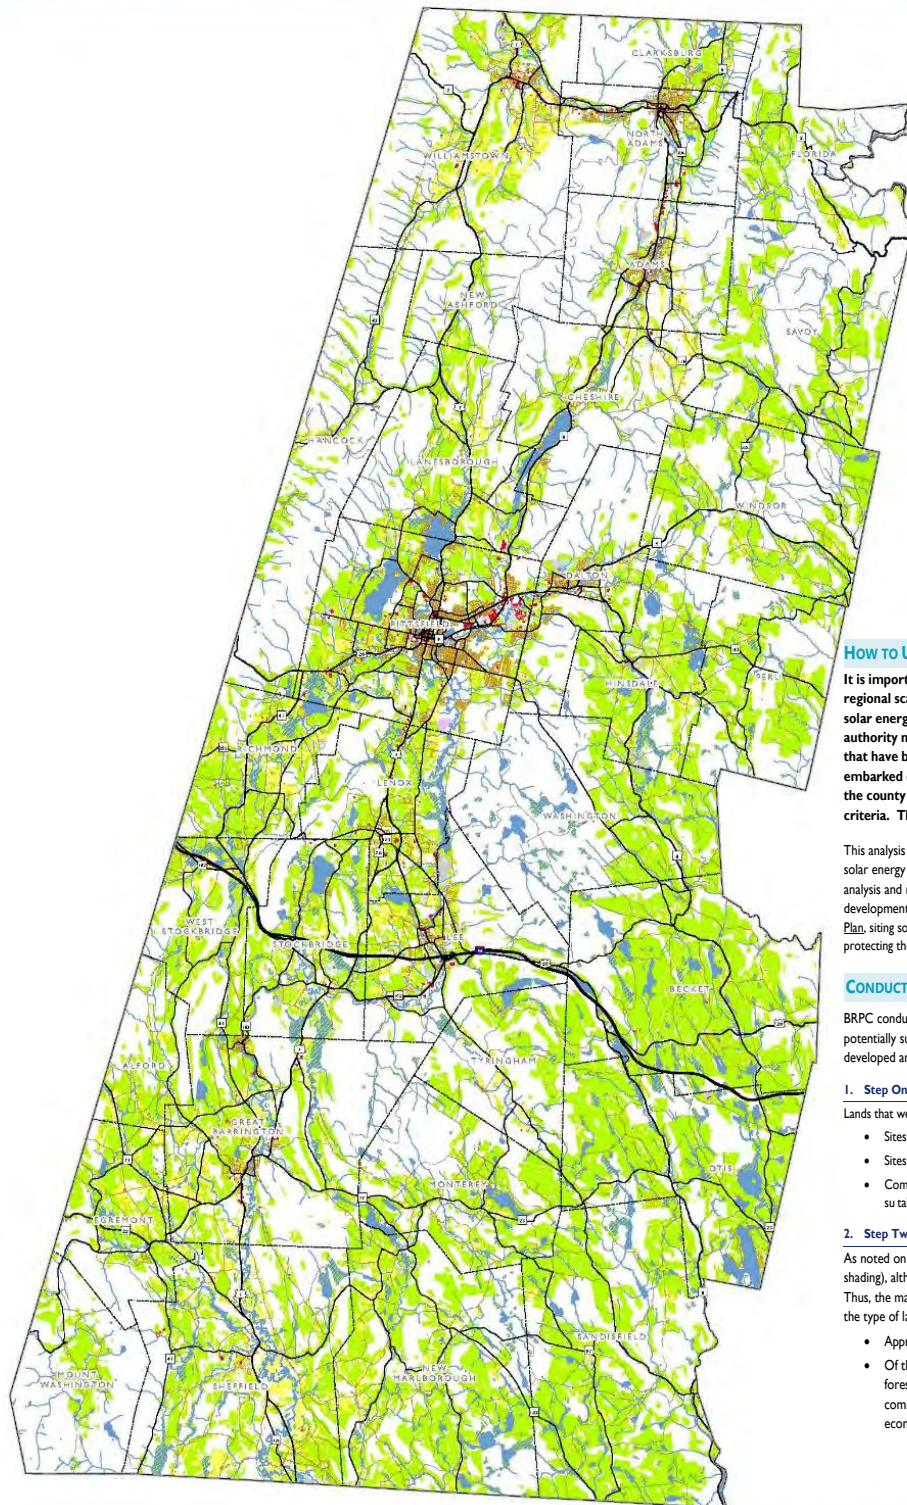 CLARKSBURG
NORTH
ADAMS
FLORIDA
WILLIAMSTOWN
ADAMS
NEW
ASHFORD
SAVOY
CHESHIRE
HANCOCK
LANESBOROUGH
WINDSOR
DALTON
PITTSFIELD
PERU
HINSDALE
RICHMOND
LENOX
WASHINGTON
WEST
STOCKBRIDGE
STOCKBRIDGE
LEE
BECKET
TYRINGHAM
ALFORD
GREAT
BARRINGTON
OTIS
MONTEREY
EGREMONT
SANDISFIELD
NEW
MARLBOROUGH
MOUNT
WASHINGTON
SHEFFIELD
HOW TO U
It is import
regional sca
solar energ
authority n
that have b
embarked
the county
criteria. Th
This analysis
solar energy
analysis and
development
Plan, siting so
protecting the
CONDUCT
BRPC condu
potentially su
developed an
1. Step On
Lands that we
• Sites
• Sites
• Com
su ta
2. Step Tw
As noted on
shading), alth
Thus, the ma
the type of la
• Appr
• Of th
fores
com
econ